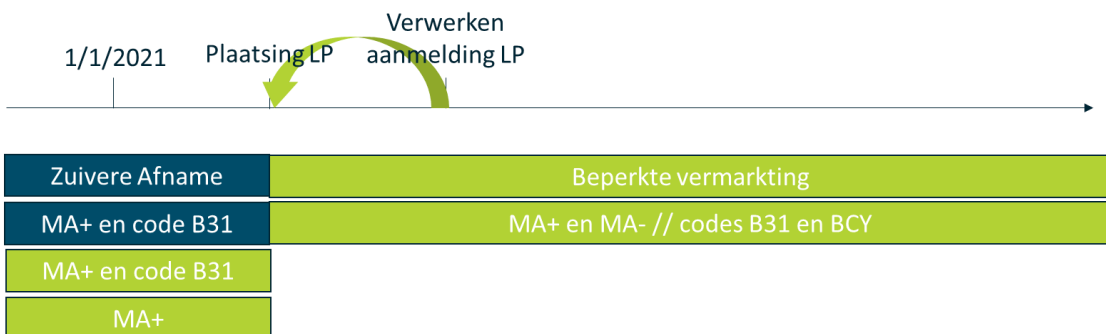 1/1/2021
Plaatsing LP
Verwerken
aanmelding LP
Zuivere Afname
Beperkte vermarkting
MA+ en code B31
MA+ en MA- // codes B31 en BCY
MA+ en code B31
MA+